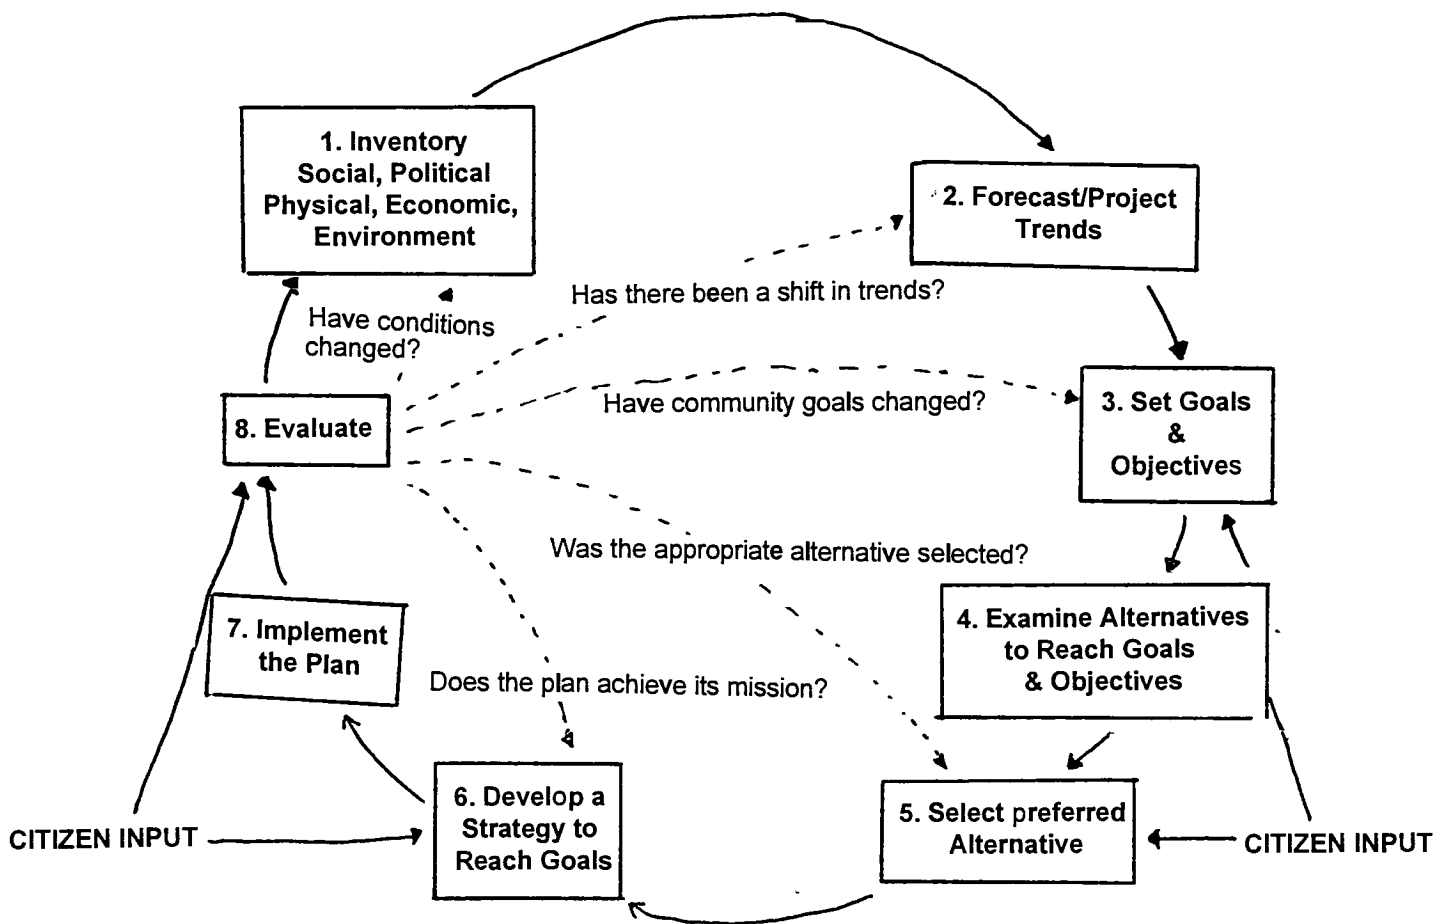 1. Inventory
Social, Political
Physical, Economic,
Environment
2. Forecast/Project
Trends
Has there been a shift in trends?
Have conditions
changed?
Have community goals changed?
3. Set Goals
&
Objectives
8. Evaluate
Was the appropriate alternative selected?
4. Examine Alternatives
to Reach Goals
& Objectives
7. Implement
the Plan
Does the plan achieve its mission?
6. Develop a
Strategy to
Reach Goals
5. Select preferred
Alternative
CITIZEN INPUT
CITIZEN INPUT